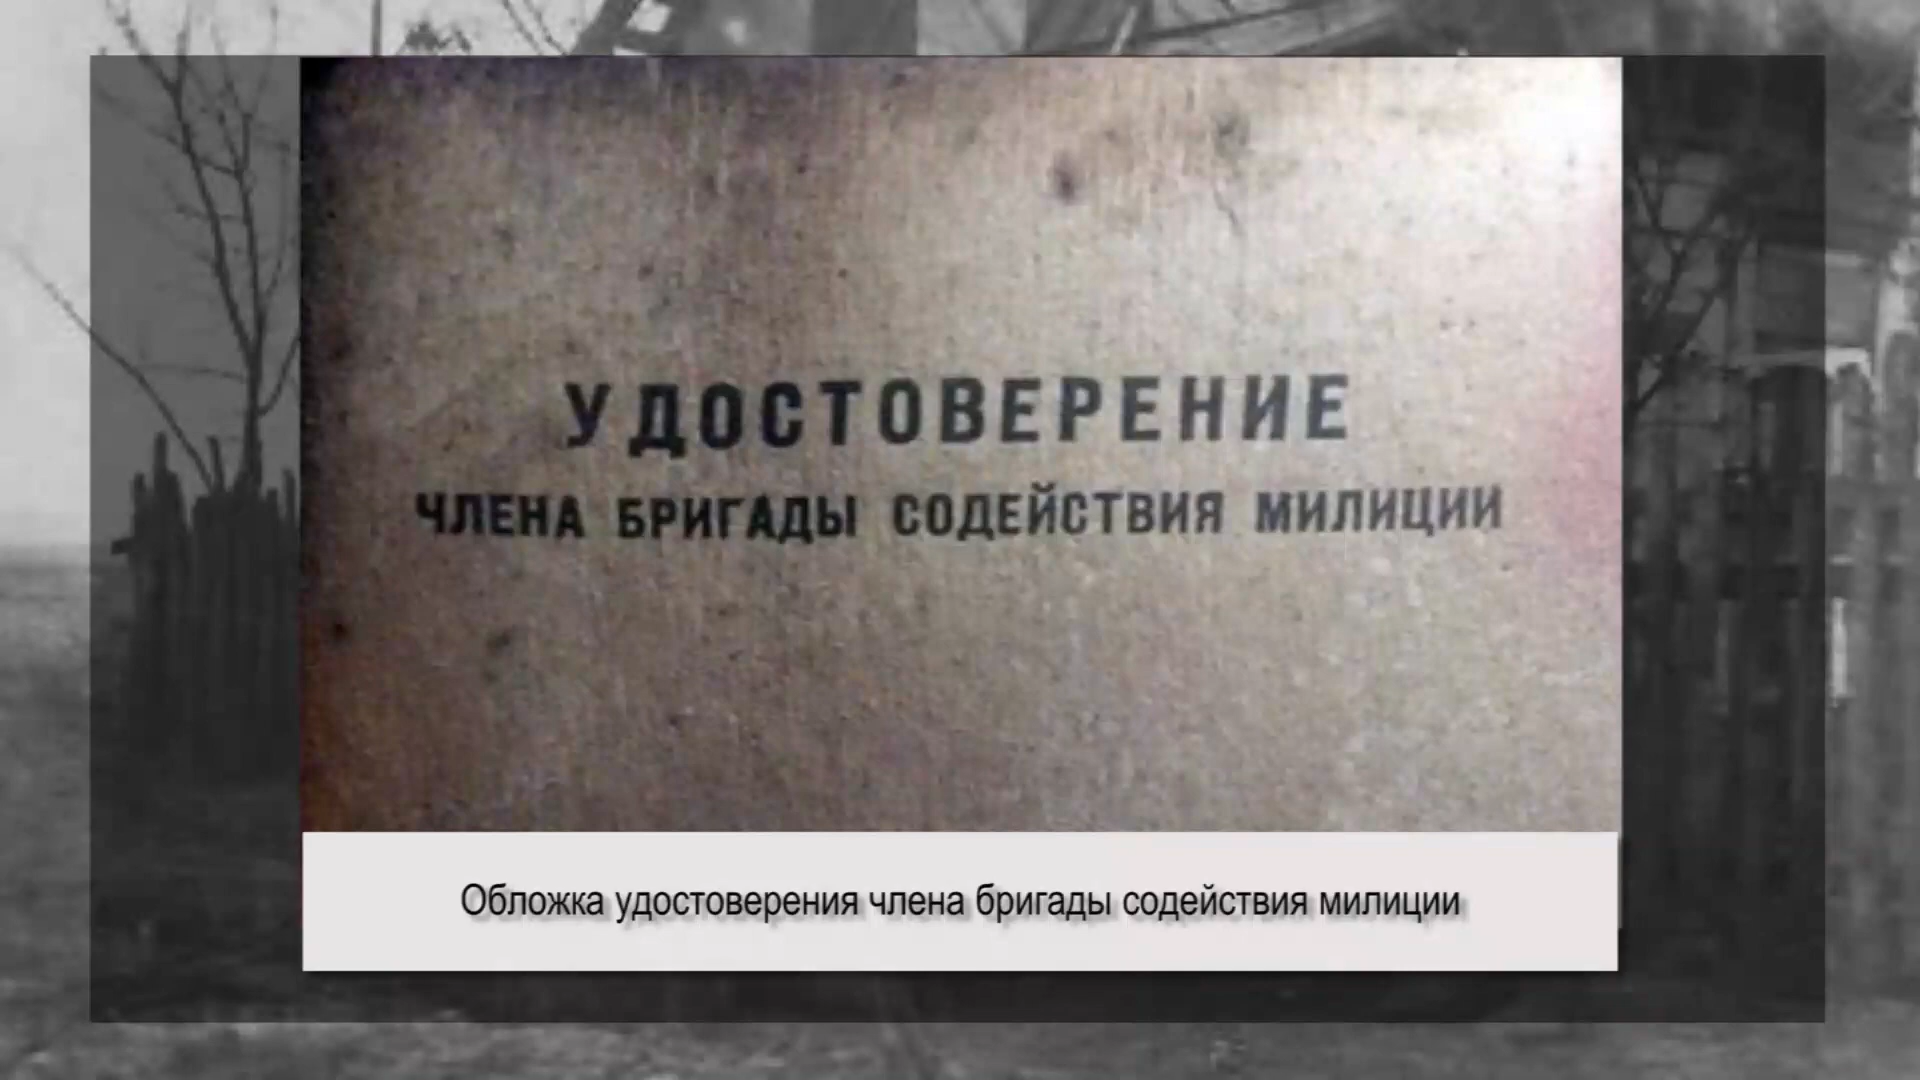 УДОСТОВЕРЕНИЕ
ЧЛЕНА БРИГАДЫ СОДЕЙСТВИЯ МИЛИЦИИ
Обложка удостоверения члена бригады содействия милиции